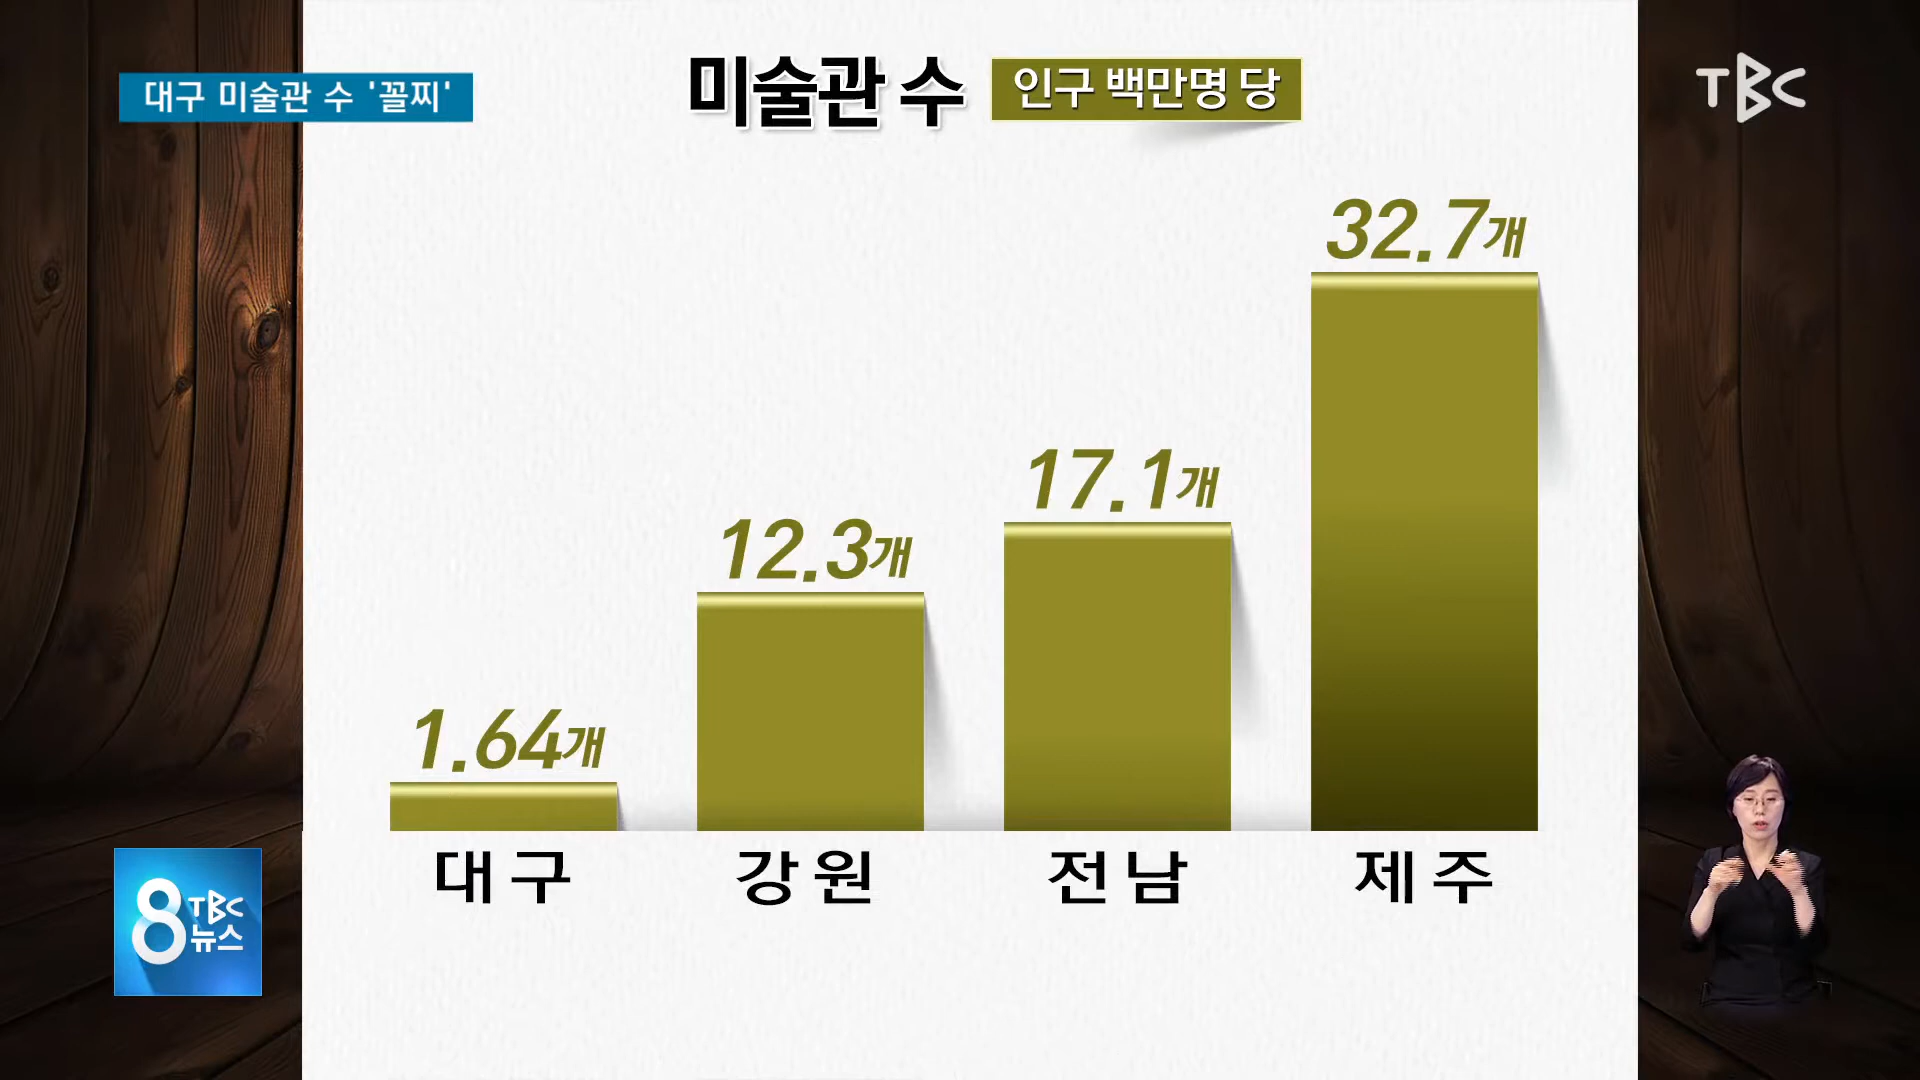 대구 미술관 수 '꼴찌'
미술관 수 인구 백만명 당
TBC
32.7개
17.1개
12.3개
1.64개
대구 강원 전남 제주
8 TBC 뉴스